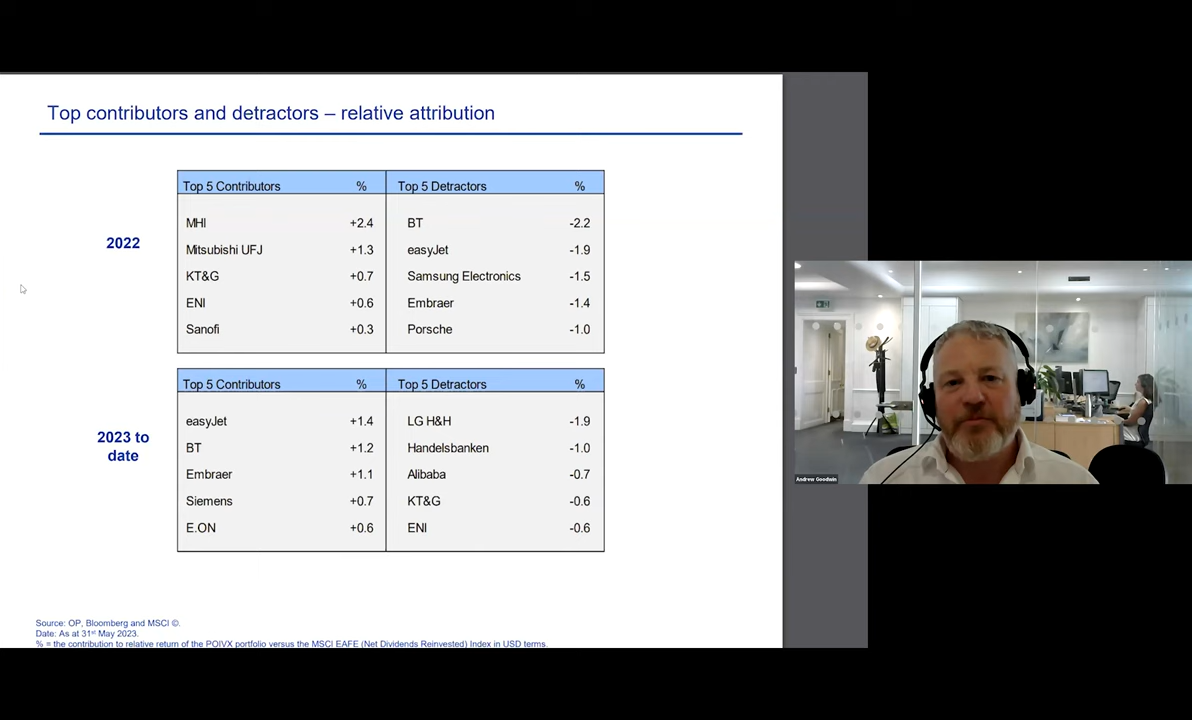 Top contributors and detractors – relative attribution
Top 5 Contributors % Top 5 Detractors %
2022
MHI +2.4 BT -2.2
Mitsubishi UFJ +1.3 easyJet -1.9
KT&G +0.7 Samsung Electronics -1.5
ENI +0.6 Embraer -1.4
Sanofi +0.3 Porsche -1.0
Top 5 Contributors % Top 5 Detractors %
2023 to
date
easyJet +1.4 LG H&H -1.9
BT +1.2 Handelsbanken -1.0
Embraer +1.1 Alibaba -0.7
Siemens +0.7 KT&G -0.6
E.ON +0.6 ENI -0.6
Andrew Goodwin
Source: OP, Bloomberg and MSCI ©.
Date: As at 31st May 2023.
% = the contribution to relative return of the POIVX portfolio versus the MSCI EAFE (Net Dividends Reinvested) Index in USD terms.